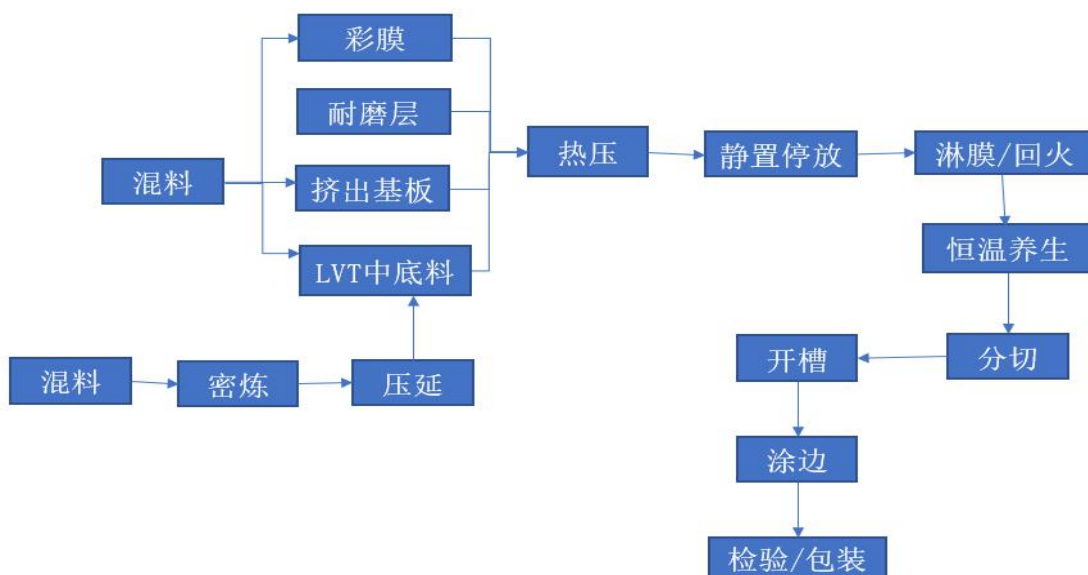 彩膜
耐磨层
混料
挤出基板
LVT中底料
热压
静置停放
淋膜/回火
恒温养生
混料
密炼
压延
分切
开槽
涂边
检验/包装